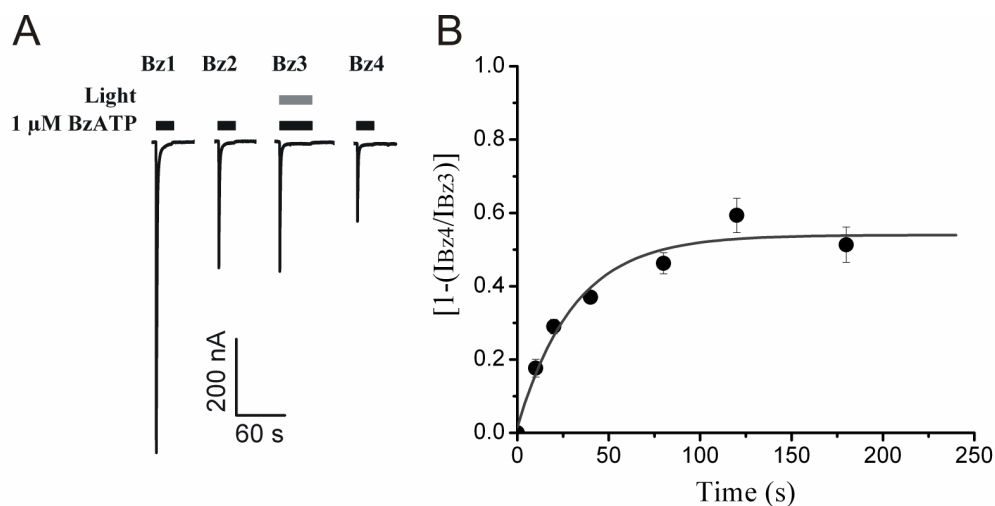 A
Bz1 Bz2 Bz3 Bz4
Light
1 µM BzATP
200 nA
60 s
B
[1-(IBz4/IBz3)]
1.0
0.8
0.6
0.4
0.2
0.0
0 50 100 150 200 250
Time (s)